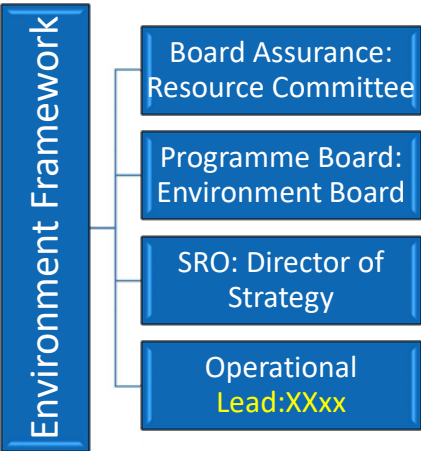 Environment Framework
Board Assurance:
Resource Committee
Programme Board:
Environment Board
SRO: Director of
Strategy
Operational
Lead:XXxx